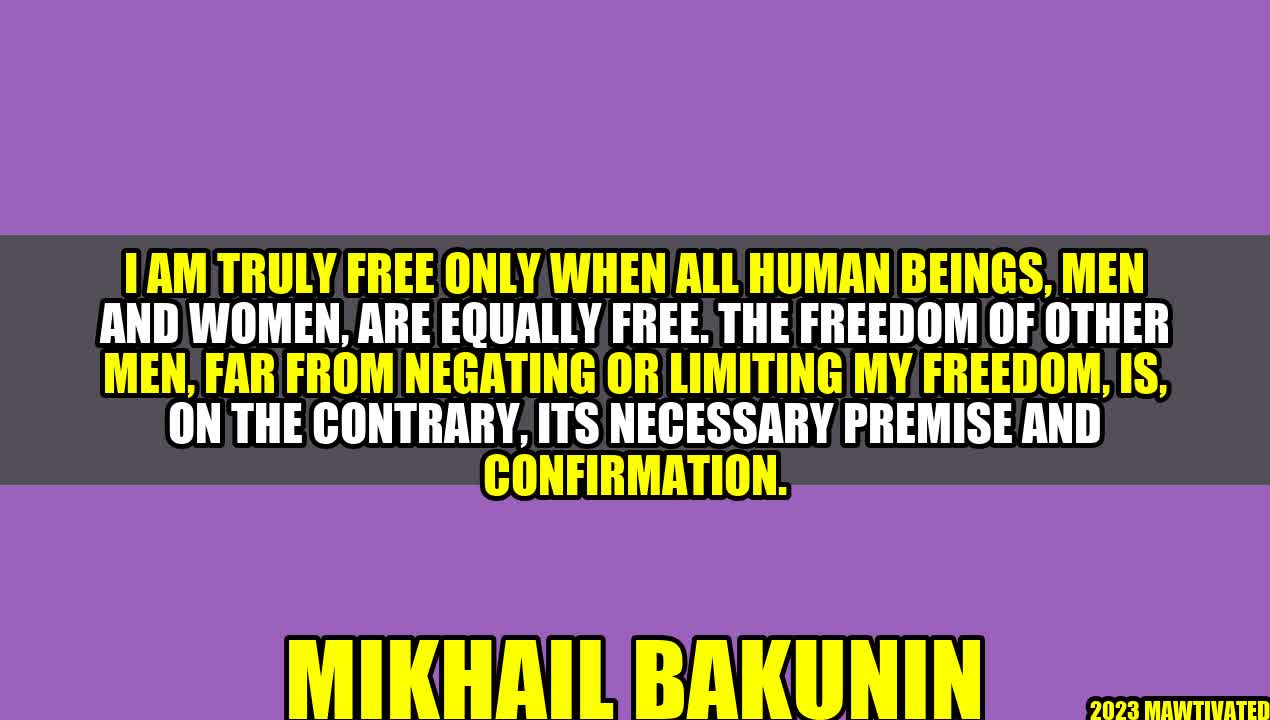 I AM TRULY FREE ONLY WHEN ALL HUMAN BEINGS, MEN
AND WOMEN, ARE EQUALLY FREE. THE FREEDOM OF OTHER
MEN, FAR FROM NEGATING OR LIMITING MY FREEDOM, IS,
ON THE CONTRARY, ITS NECESSARY PREMISE AND
CONFIRMATION.
MIKHAIL BAKUNIN
2023 MAWTIVATED